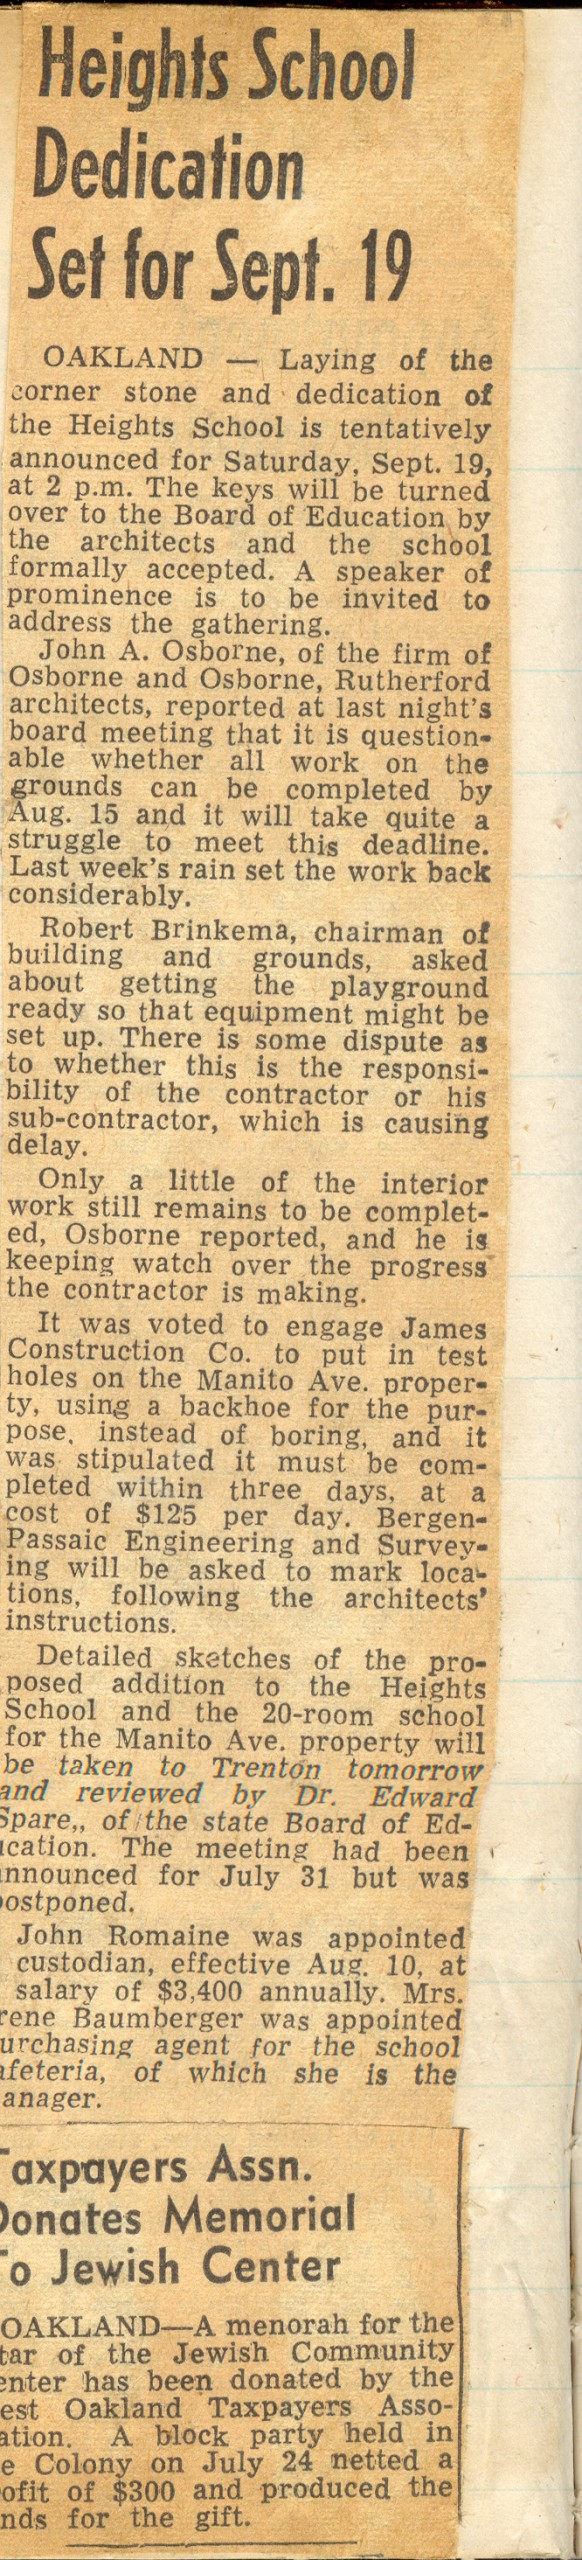 Heights School
Dedication
Set for Sept. 19
OAKLAND — Laying of the
corner stone and dedication of
the Heights School is tentatively
announced for Saturday, Sept. 19,
at 2 p.m. The keys will be turned
over to the Board of Education by
the architects and the school
formally accepted. A speaker of
prominence is to be invited to
address the gathering.
John A. Osborne, of the firm of
Osborne and Osborne, Rutherford
architects, reported at last night's
board meeting that it is question-
able whether all work on the
grounds can be completed by
Aug. 15 and it will take quite a
struggle to meet this deadline.
Last week's rain set the work back
considerably.
Robert Brinkema, chairman of
building and grounds, asked
about getting the playground
ready so that equipment might be
set up. There is some dispute as
to whether this is the responsi-
bility of the contractor or his
sub-contractor, which is causing
delay.
Only a little of the interior
work still remains to be complet-
ed, Osborne reported, and he is
keeping watch over the progress
the contractor is making.
It was voted to engage James
Construction Co. to put in test
holes on the Manito Ave. proper-
ty, using a backhoe for the pur-
pose, instead of boring, and it
was stipulated it must be com-
pleted within three days, at a
cost of $125 per day. Bergen-
Passaic Engineering and Survey-
ing will be asked to mark loca-
tions, following the architects'
instructions.
Detailed sketches of the pro-
posed addition to the Heights
School and the 20-room school
for the Manito Ave. property will
be taken to Trenton tomorrow
and reviewed by Dr. Edward
Spare,, of the state Board of Ed-
ucation. The meeting had been
announced for July 31 but was
postponed.
John Romaine was appointed
custodian, effective Aug. 10, at
salary of $3,400 annually. Mrs.
rene Baumberger was appointed
urchasing agent for the school
afeteria, of which she is the
anager.
Taxpayers Assn.
Donates Memorial
To Jewish Center
OAKLAND—A menorah for the
tar of the Jewish Community
enter has been donated by the
est Oakland Taxpayers Asso-
ation. A block party held in
e Colony on July 24 netted a
ofit of $300 and produced the
nds for the gift.